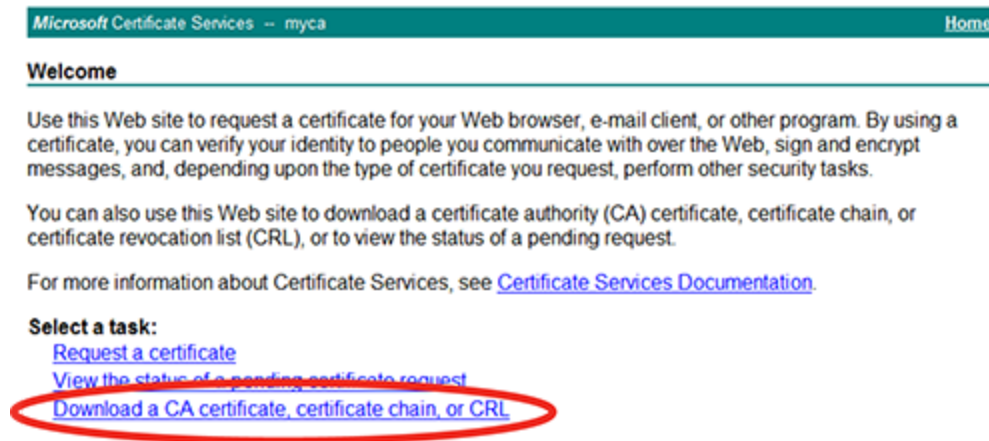 Microsoft Certificate Services -- myca Home
Welcome
Use this Web site to request a certificate for your Web browser, e-mail client, or other program. By using a
certificate, you can verify your identity to people you communicate with over the Web, sign and encrypt
messages, and, depending upon the type of certificate you request, perform other security tasks.
You can also use this Web site to download a certificate authority (CA) certificate, certificate chain, or
certificate revocation list (CRL), or to view the status of a pending request.
For more information about Certificate Services, see Certificate Services Documentation.
Select a task:
Request a certificate
View the status of a pending certificate request
Download a CA certificate, certificate chain, or CRL